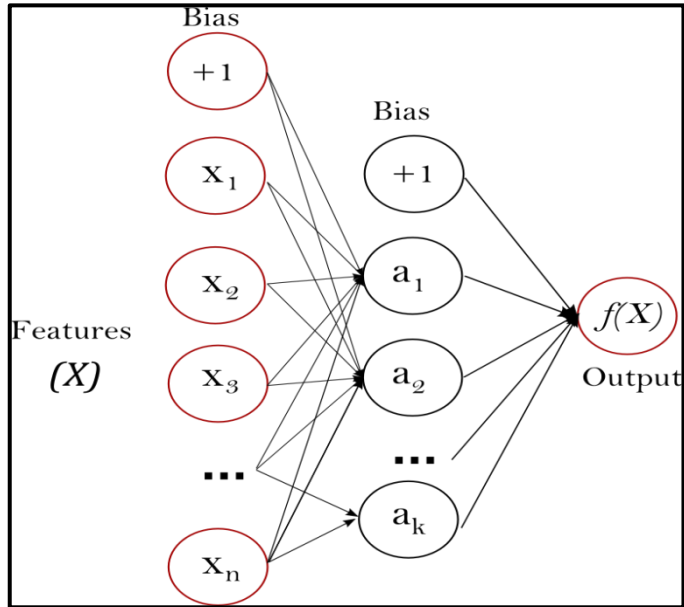 Bias
+1
Bias
x₁
+1
x₂
a₁
Features
(X)
f(X)
x₃
a₂
Output
...
...
aₖ
xₙ